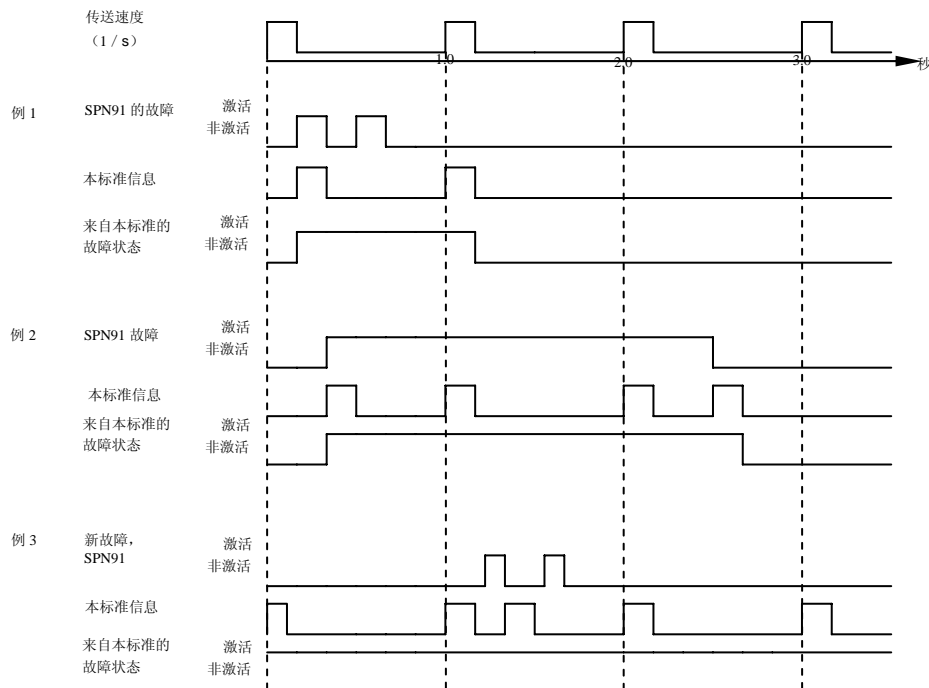 传送速度
（1 / s）
1.0
2.0
3.0
秒
例 1
SPN91 的故障
激活
非激活
本标准信息
来自本标准的
故障状态
激活
非激活
例 2
SPN91 故障
激活
非激活
本标准信息
来自本标准的
故障状态
激活
非激活
例 3
新故障，
SPN91
激活
非激活
本标准信息
来自本标准的
故障状态
激活
非激活